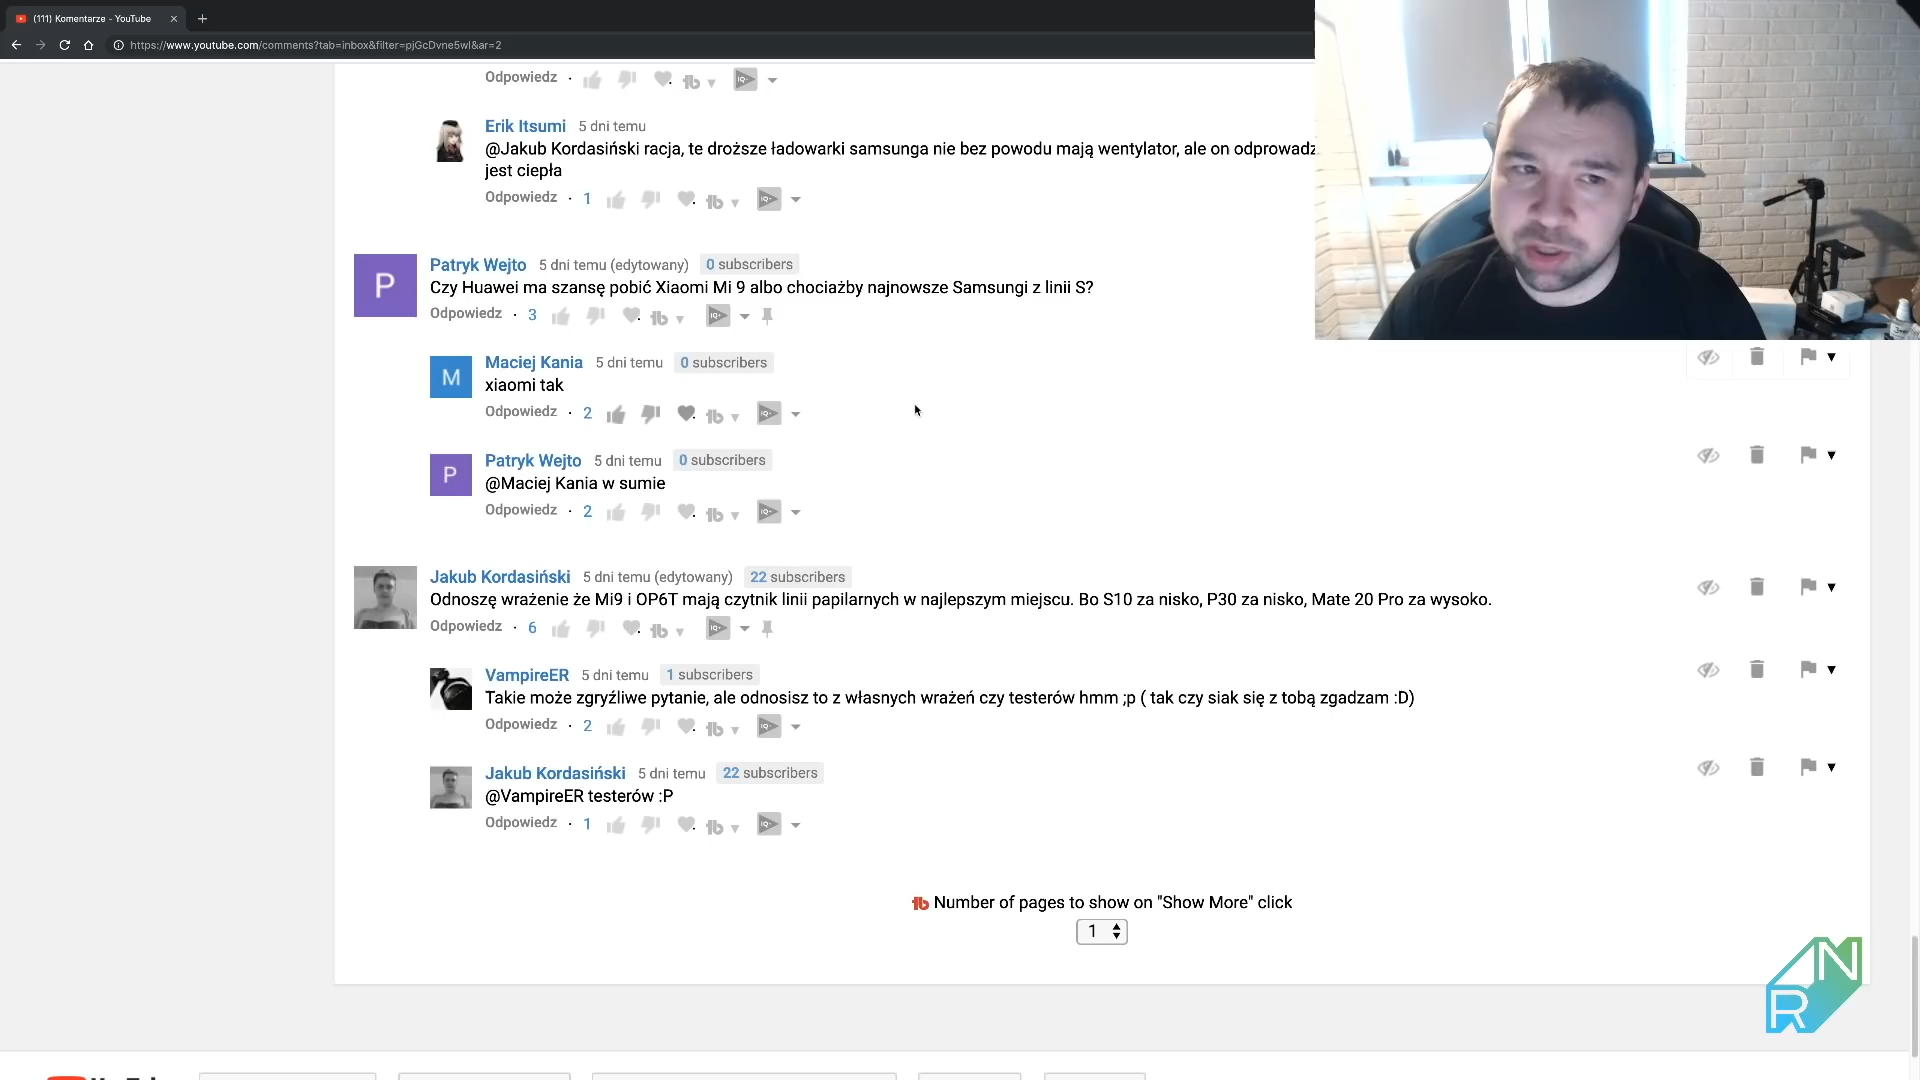 (111) Komentarze - YouTube
https://www.youtube.com/comments?tab=inbox&filter=pjGcDvne5wI&ar=2
Odpowiedz
Erik Itsumi 5 dni temu
@Jakub Kordasiński racja, te droższe ładowarki samsunga nie bez powodu mają wentylator, ale on odprowadz
jest ciepła
Odpowiedz · 1
P
Patryk Wejto 5 dni temu (edytowany) 0 subscribers
Czy Huawei ma szansę pobić Xiaomi Mi 9 albo chociażby najnowsze Samsungi z linii S?
Odpowiedz · 3
M
Maciej Kania 5 dni temu 0 subscribers
xiaomi tak
Odpowiedz · 2
P
Patryk Wejto 5 dni temu 0 subscribers
@Maciej Kania w sumie
Odpowiedz · 2
Jakub Kordasiński 5 dni temu (edytowany) 22 subscribers
Odnoszę wrażenie że Mi9 i OP6T mają czytnik linii papilarnych w najlepszym miejscu. Bo S10 za nisko, P30 za nisko, Mate 20 Pro za wysoko.
Odpowiedz · 6
VampireER 5 dni temu 1 subscribers
Takie może zgryźliwe pytanie, ale odnosisz to z własnych wrażeń czy testerów hmm ;p ( tak czy siak się z tobą zgadzam :D)
Odpowiedz · 2
Jakub Kordasiński 5 dni temu 22 subscribers
@VampireER testerów :P
Odpowiedz · 1
Number of pages to show on "Show More" click
1
NR